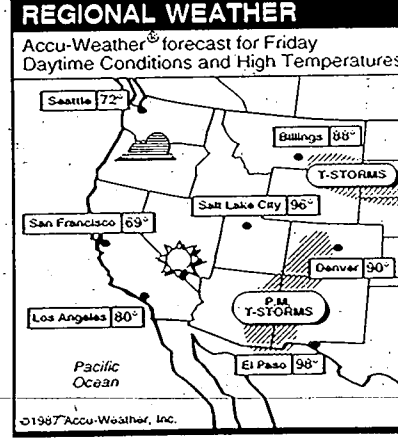 REGIONAL WEATHER
Accu-Weather® forecast for Friday
Daytime Conditions and High Temperatures
Seattle 72°
Billings 88°
T-STORMS
Salt Lake City 96°
San Francisco 69°
Denver 90°
P.M.
T-STORMS
Los Angeles 80°
El Paso 98°
Pacific
Ocean
©1987 Accu-Weather, Inc.